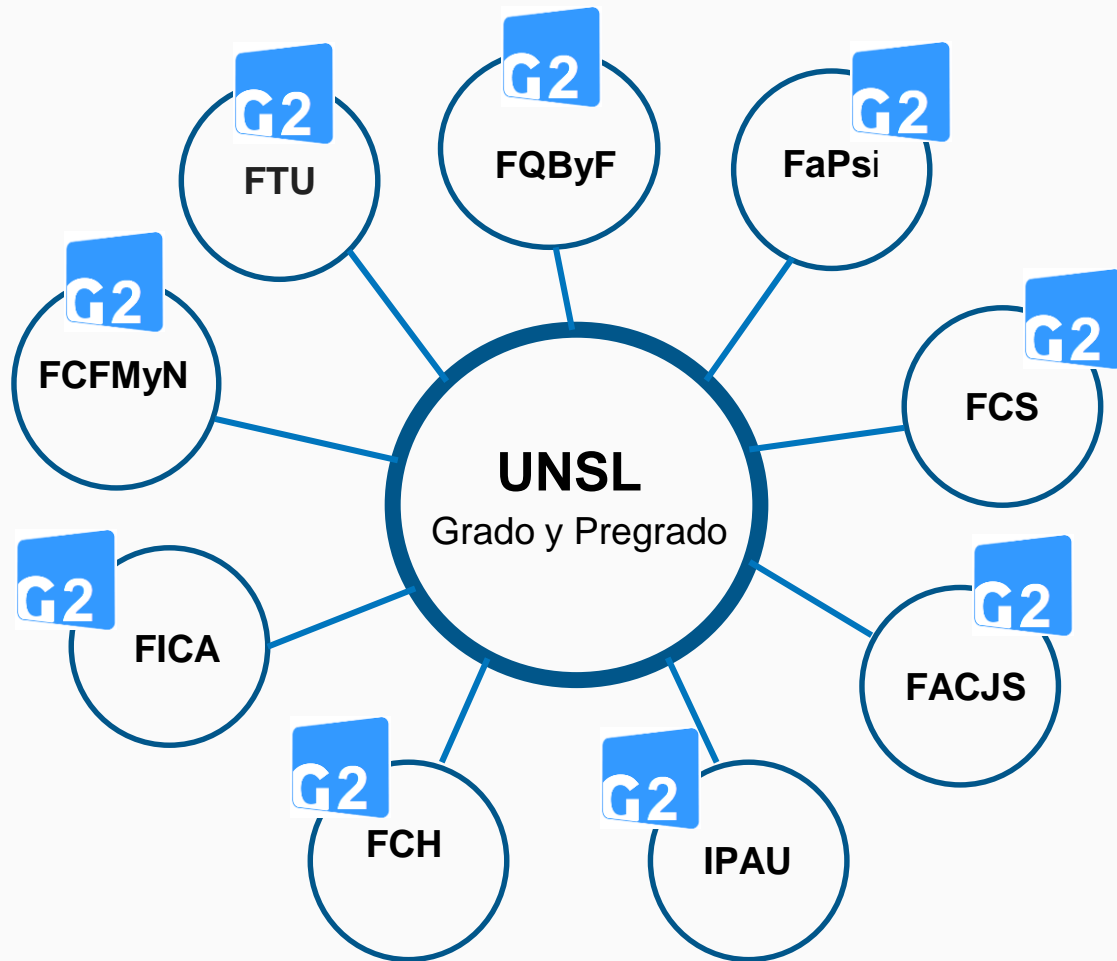 G2
FTU
G2
FQByF
G2
FaPsi
G2
FCFMyN
G2
FCS
UNSL
Grado y Pregrado
G2
FICA
G2
FACJS
G2
FCH
G2
IPAU